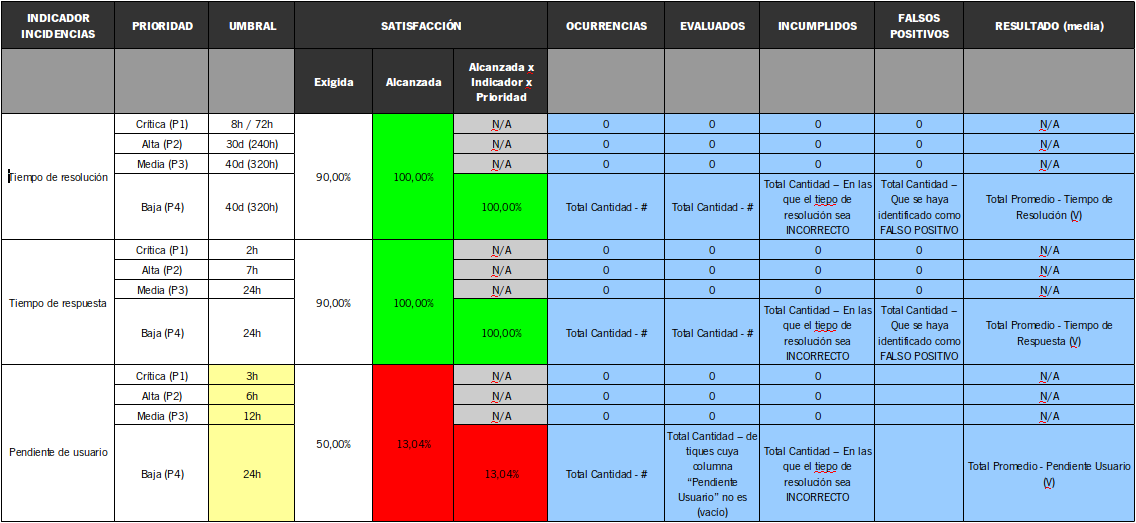 INDICADOR INCIDENCIAS PRIORIDAD UMBRAL SATISFACCIÓN OCURRENCIAS EVALUADOS INCUMPLIDOS FALSOS POSITIVOS RESULTADO (media)
Exigida Alcanzada Alcanzada x Indicador x Prioridad
Tiempo de resolución
Crítica (P1) 8h / 72h 90,00% 100,00% N/A 0 0 0 0 N/A
Alta (P2) 30d (240h) N/A 0 0 0 0 N/A
Media (P3) 40d (320h) N/A 0 0 0 0 N/A
Baja (P4) 40d (320h) 100,00% Total Cantidad - # Total Cantidad - # Total Cantidad – En las que el tiepo de resolución sea INCORRECTO Total Cantidad – Que se haya identificado como FALSO POSITIVO Total Promedio - Tiempo de Resolución (V)
Tiempo de respuesta
Crítica (P1) 2h 90,00% 100,00% N/A 0 0 0 0 N/A
Alta (P2) 7h N/A 0 0 0 0 N/A
Media (P3) 24h N/A 0 0 0 0 N/A
Baja (P4) 24h 100,00% Total Cantidad - # Total Cantidad - # Total Cantidad – En las que el tiepo de resolución sea INCORRECTO Total Cantidad – Que se haya identificado como FALSO POSITIVO Total Promedio - Tiempo de Respuesta (V)
Pendiente de usuario
Crítica (P1) 3h 50,00% 13,04% N/A 0 0 0 N/A
Alta (P2) 6h N/A 0 0 0 N/A
Media (P3) 12h N/A 0 0 0 N/A
Baja (P4) 24h 13,04% Total Cantidad - # Total Cantidad – de tiques cuya columna “Pendiente Usuario” no es (vacío) Total Cantidad – En las que el tiepo de resolución sea INCORRECTO Total Promedio - Pendiente Usuario (V)